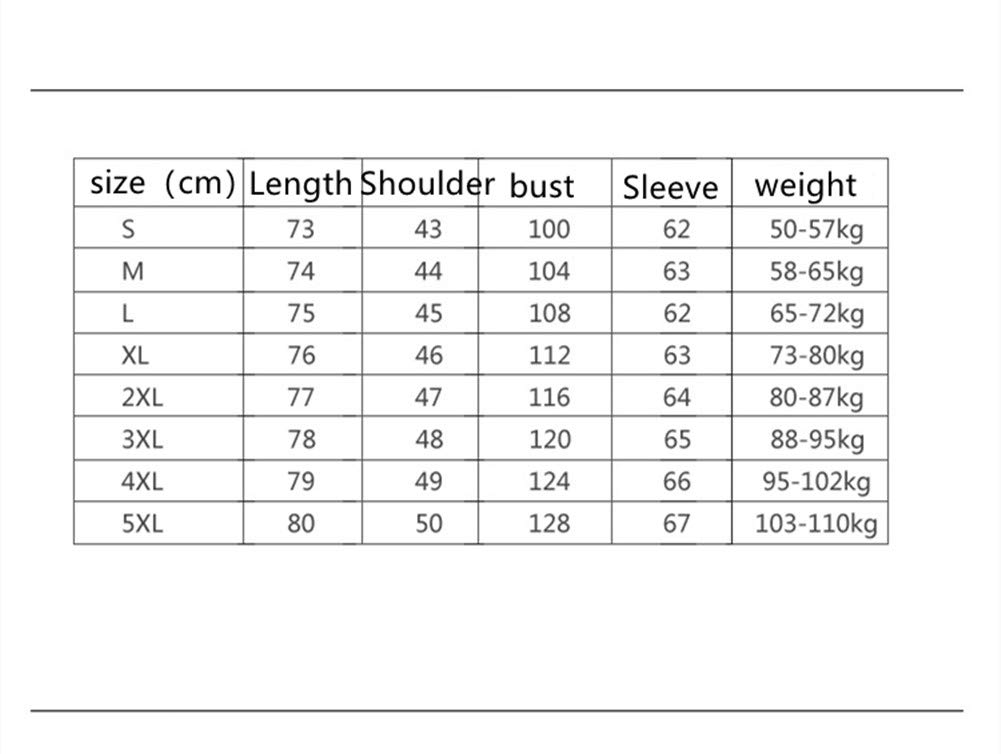 size（cm） Length Shoulder bust Sleeve weight
S 73 43 100 62 50-57kg
M 74 44 104 63 58-65kg
L 75 45 108 62 65-72kg
XL 76 46 112 63 73-80kg
2XL 77 47 116 64 80-87kg
3XL 78 48 120 65 88-95kg
4XL 79 49 124 66 95-102kg
5XL 80 50 128 67 103-110kg